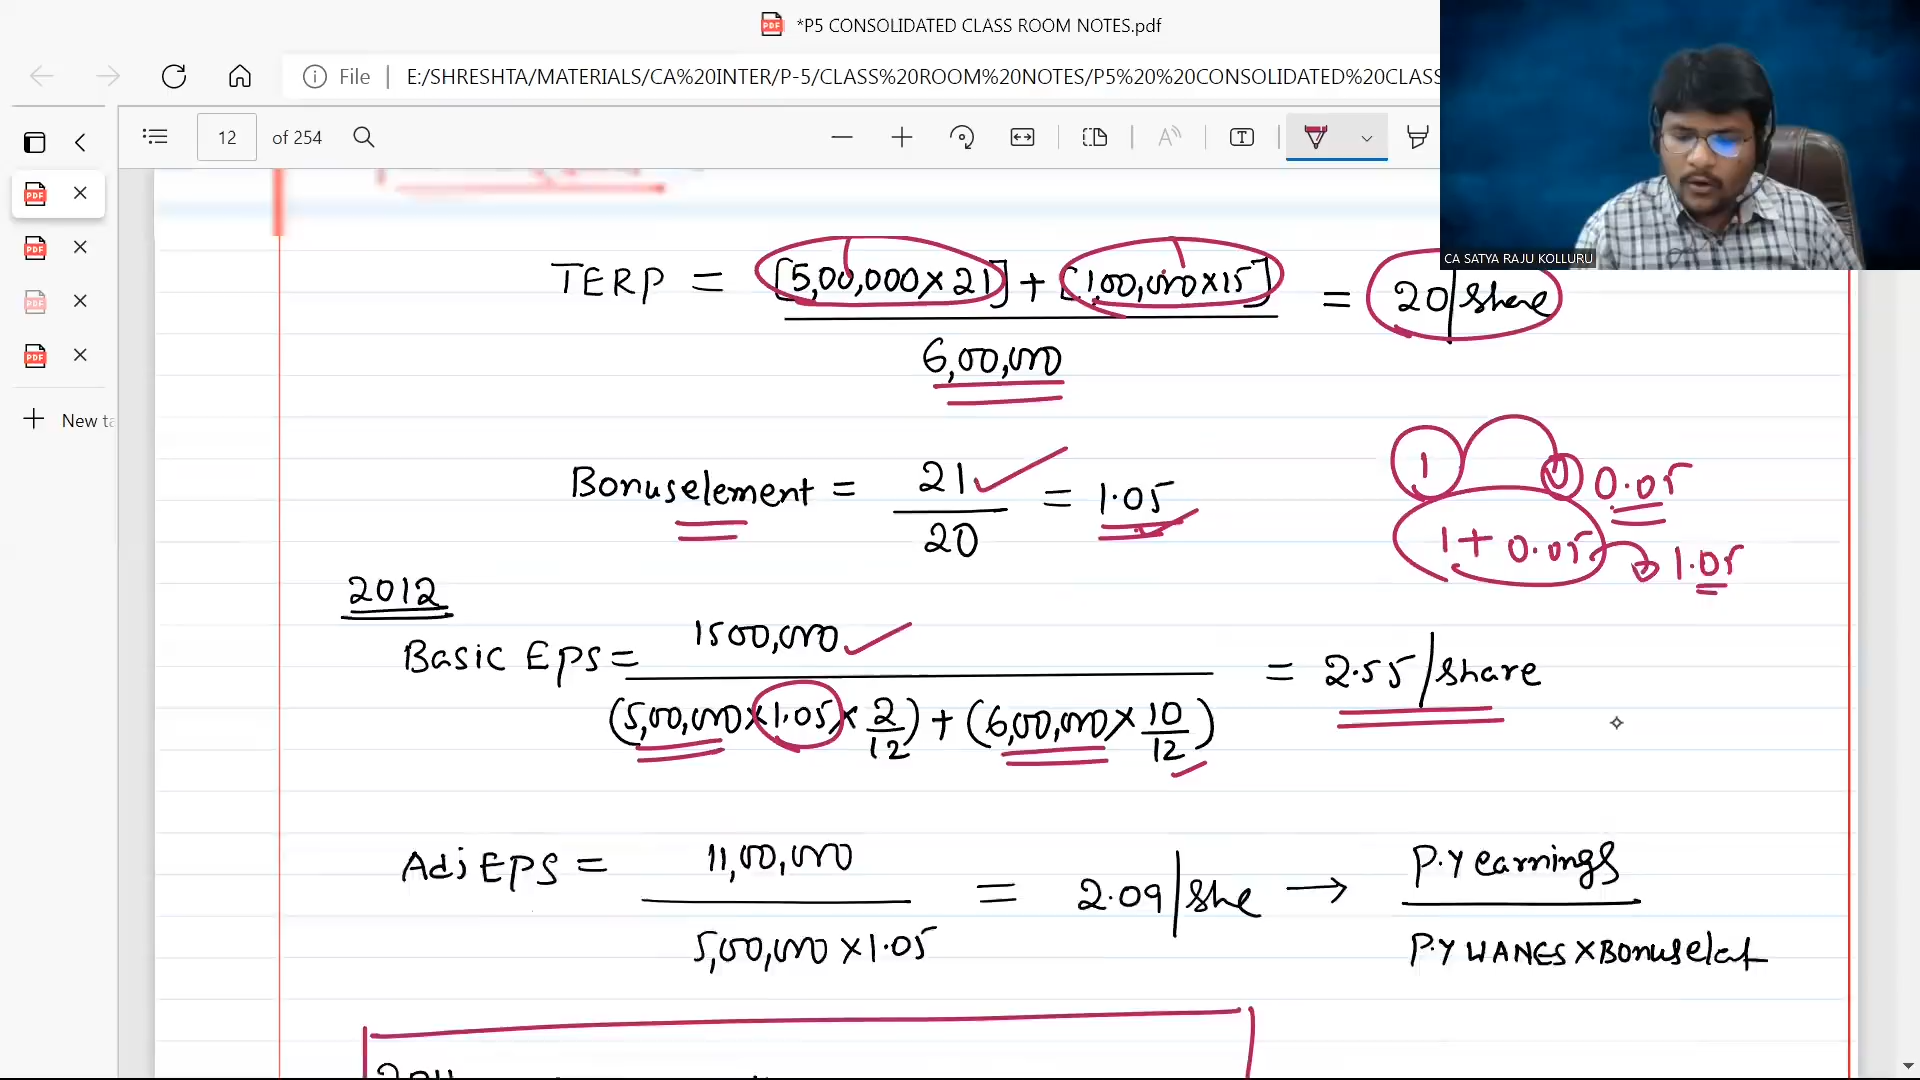 *P5 CONSOLIDATED CLASS ROOM NOTES.pdf
File | E:/SHRESHTA/MATERIALS/CA%20INTER/P-5/CLASS%20ROOM%20NOTES/P5%20%20CONSOLIDATED%20CLASS
12 of 254
CA SATYA RAJU KOLLURU
New ta
TERP = [5,00,000×21] + [1,00,000×15] = 20/share
6,00,000
Bonuselement = 21 = 1.05
20
1 0.05
1 + 0.05 1.05
2012
Basic Eps = 1500,000 = 2.55/share
(5,00,000×1.05×2/12) + (6,00,000×10/12)
Adj EPS = 11,00,000 = 2.09/She → P.Y earnings
5,00,000×1.05 P.Y WANES×Bonuselet